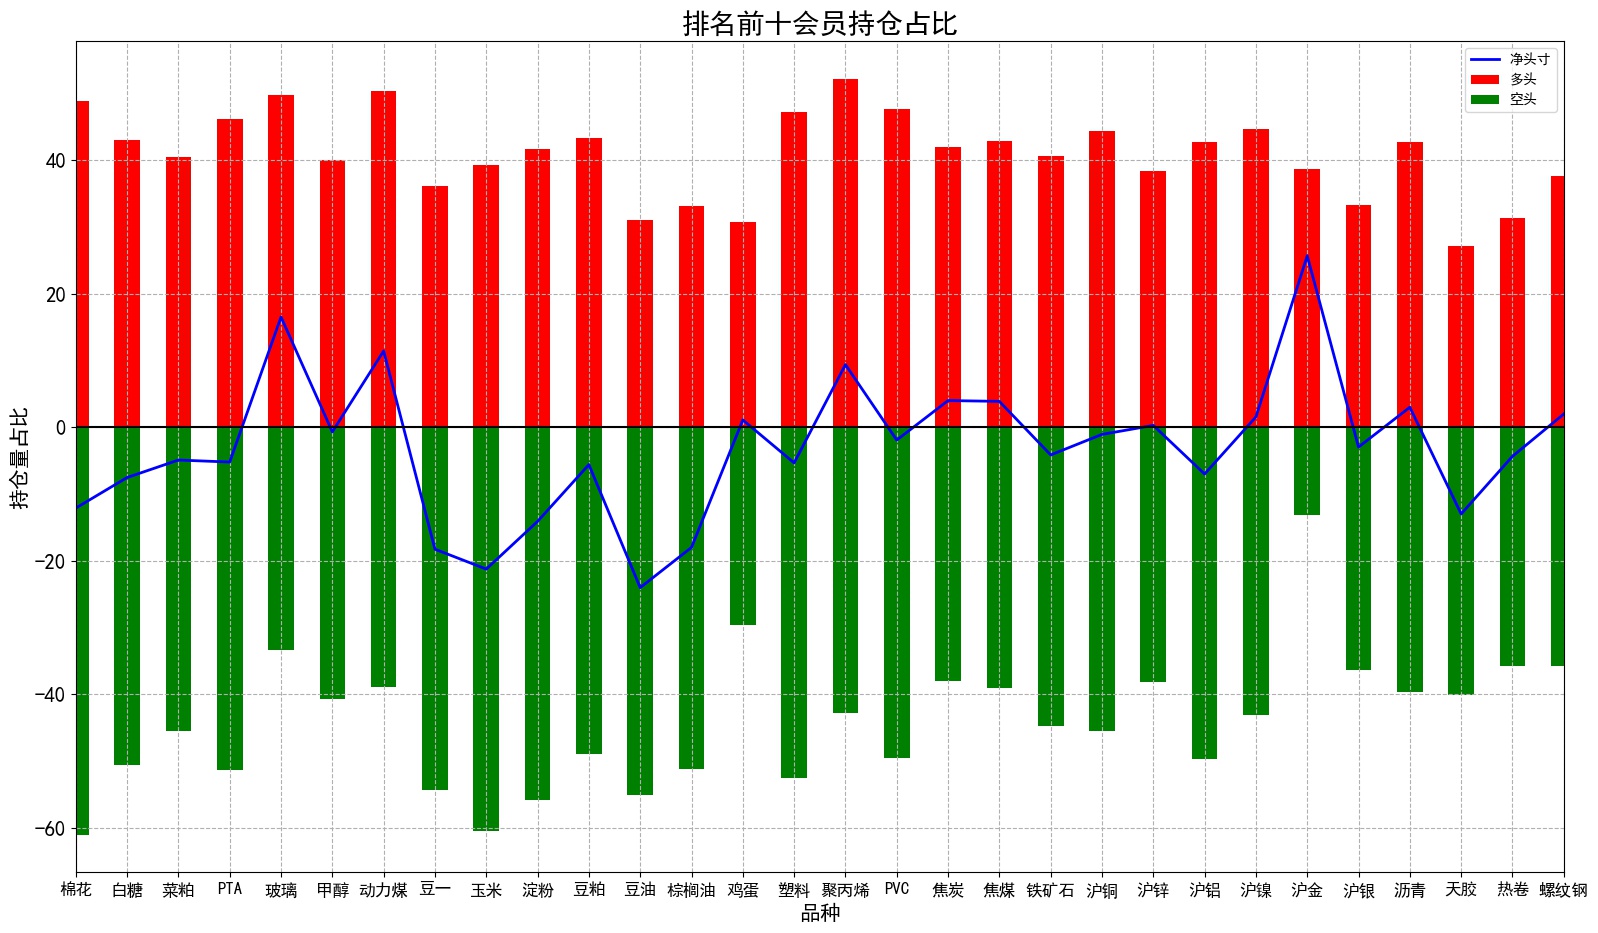 排名前十会员持仓占比
净头寸
多头
空头
持仓量占比
40
20
0
−20
−40
−60
棉花 白糖 菜粕 PTA 玻璃 甲醇 动力煤 豆一 玉米 淀粉 豆粕 豆油 棕榈油 鸡蛋 塑料 聚丙烯 PVC 焦炭 焦煤 铁矿石 沪铜 沪锌 沪铝 沪镍 沪金 沪银 沥青 天胶 热卷 螺纹钢
品种